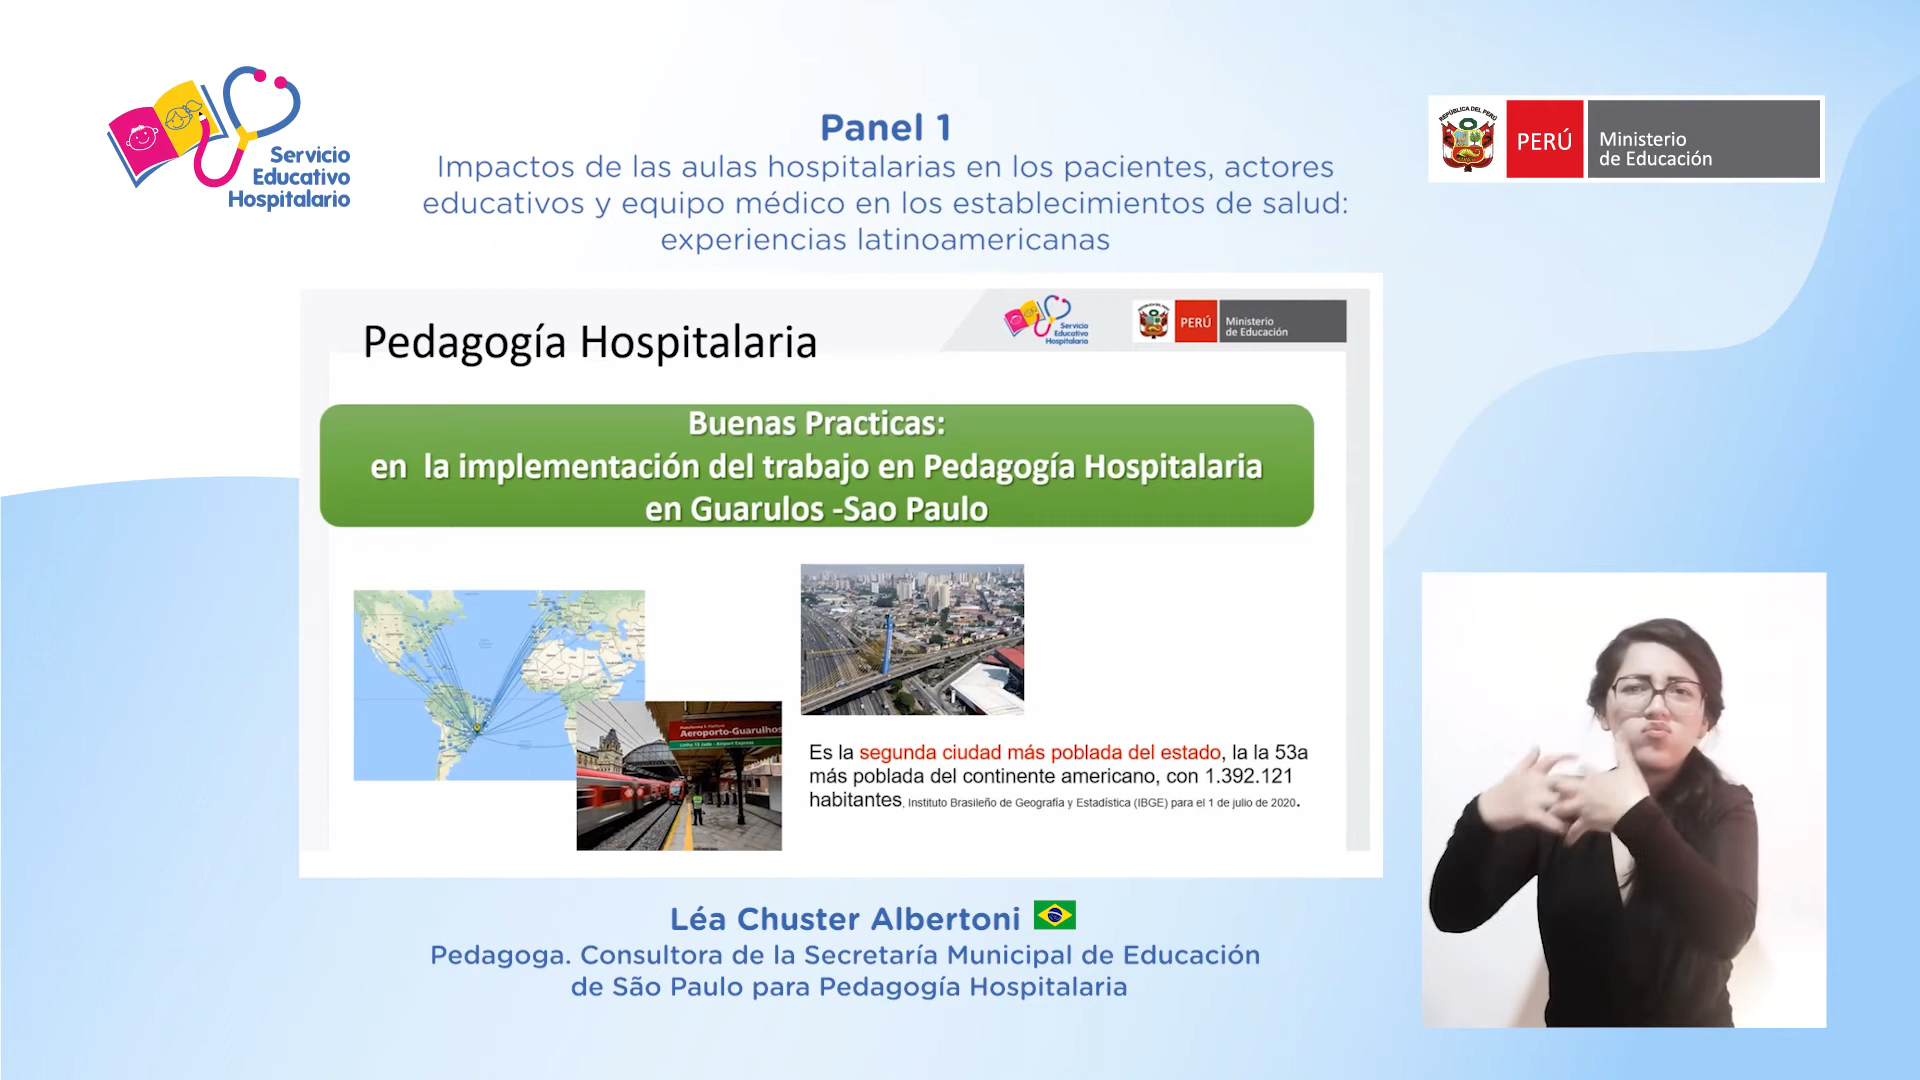 Servicio
Educativo
Hospitalario
Panel 1
Impactos de las aulas hospitalarias en los pacientes, actores
educativos y equipo médico en los establecimientos de salud:
experiencias latinoamericanas
REPÚBLICA DEL PERÚ
PERÚ
Ministerio
de Educación
Pedagogía Hospitalaria
Servicio
Educativo
Hospitalario
PERÚ
Ministerio
de Educación
Buenas Practicas:
en la implementación del trabajo en Pedagogía Hospitalaria
en Guarulos -Sao Paulo
Aeroporto-Guarulhos
Es la segunda ciudad más poblada del estado, la la 53a
más poblada del continente americano, con 1.392.121
habitantes, Instituto Brasileño de Geografía y Estadística (IBGE) para el 1 de julio de 2020.
Léa Chuster Albertoni
Pedagoga. Consultora de la Secretaría Municipal de Educación
de São Paulo para Pedagogía Hospitalaria